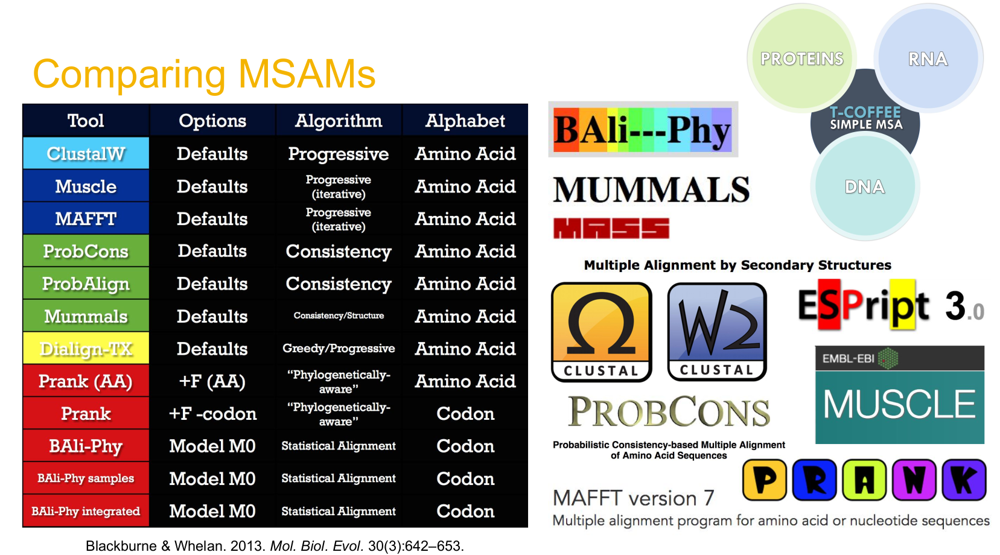 Comparing MSAMs
Tool Options Algorithm Alphabet
ClustalW Defaults Progressive Amino Acid
Muscle Defaults Progressive (iterative) Amino Acid
MAFFT Defaults Progressive (iterative) Amino Acid
ProbCons Defaults Consistency Amino Acid
ProbAlign Defaults Consistency Amino Acid
Mummals Defaults Consistency/Structure Amino Acid
Dialign-TX Defaults Greedy/Progressive Amino Acid
Prank (AA) +F (AA) “Phylogenetically-aware” Amino Acid
Prank +F -codon “Phylogenetically-aware” Codon
BAli-Phy Model M0 Statistical Alignment Codon
BAli-Phy samples Model M0 Statistical Alignment Codon
BAli-Phy integrated Model M0 Statistical Alignment Codon
Blackburne & Whelan. 2013. Mol. Biol. Evol. 30(3):642–653.
PROTEINS
RNA
T-COFFEE
SIMPLE MSA
DNA
BAli---Phy
MUMMALS
MASS
Multiple Alignment by Secondary Structures
Ω
CLUSTAL
W2
CLUSTAL
ESPript 3.0
EMBL-EBI
MUSCLE
PROBCONS
Probabilistic Consistency-based Multiple Alignment
of Amino Acid Sequences
PRANK
MAFFT version 7
Multiple alignment program for amino acid or nucleotide sequences